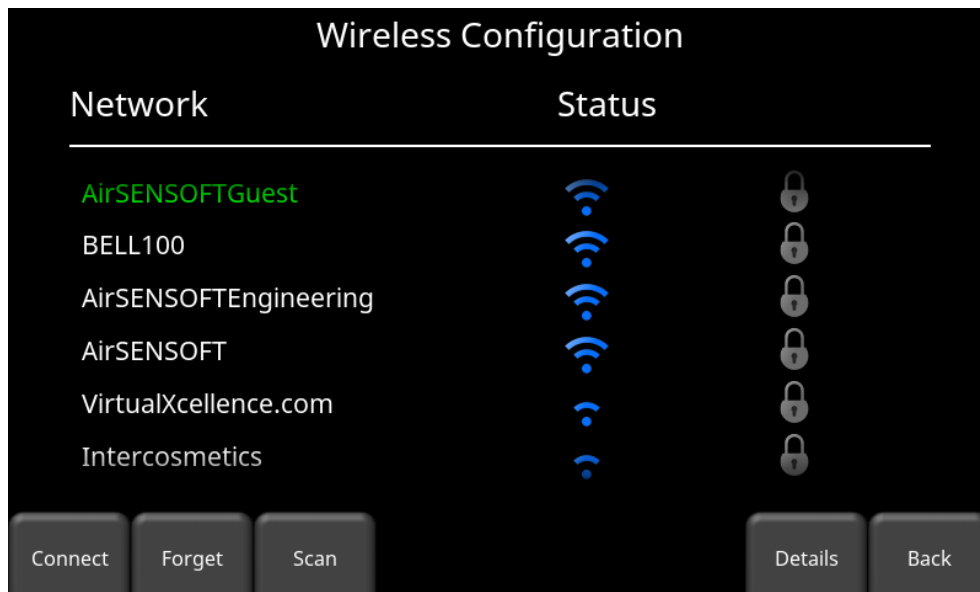 Wireless Configuration
Network Status
AirSENSOFTGuest
BELL100
AirSENSOFTEngineering
AirSENSOFT
VirtualXcellence.com
Intercosmetics
Connect Forget Scan Details Back